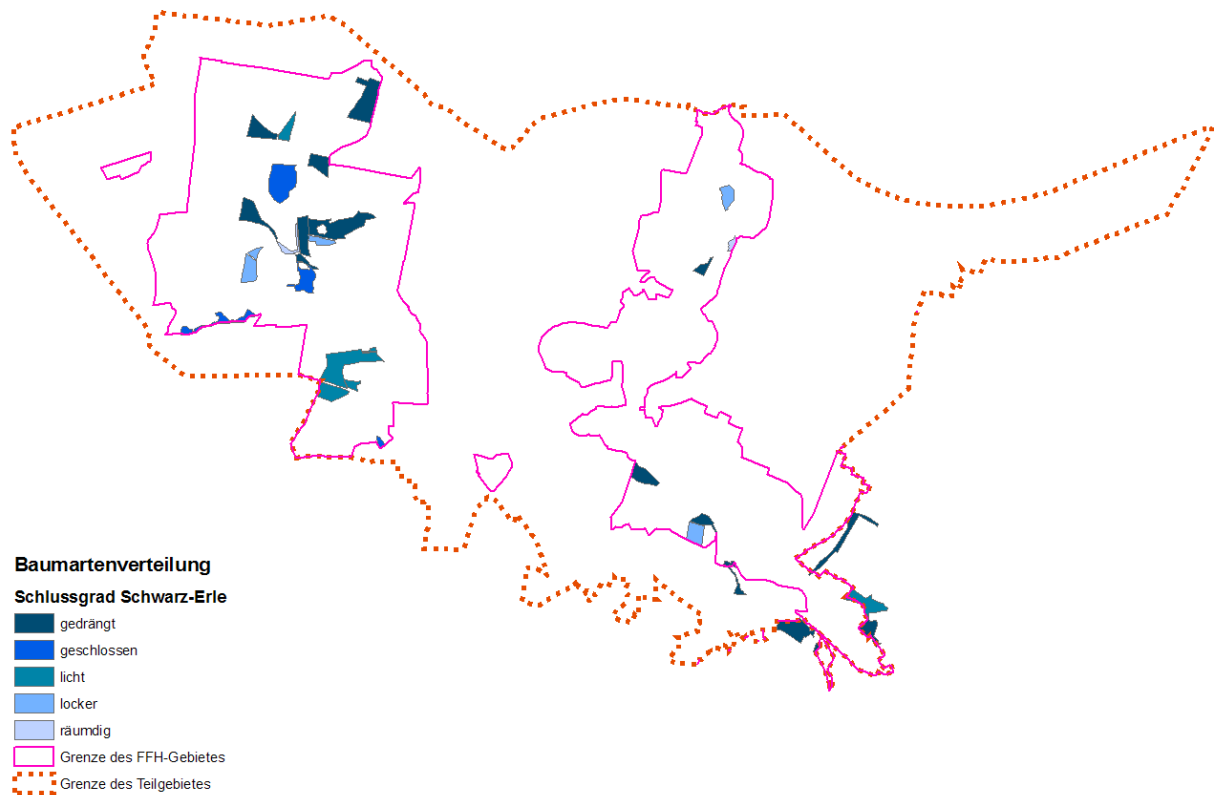 Baumartenverteilung
Schlussgrad Schwarz-Erle
gedrängt
geschlossen
licht
locker
räumdig
Grenze des FFH-Gebietes
Grenze des Teilgebietes